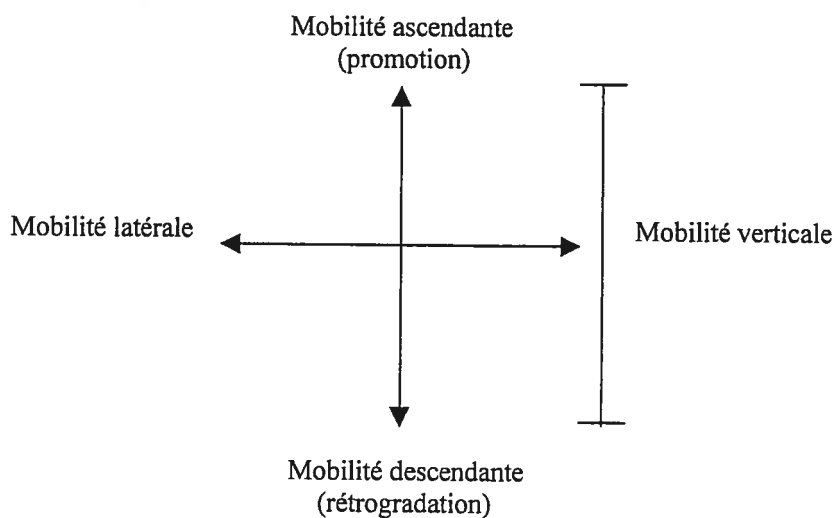 Mobilité ascendante
(promotion)
Mobilité latérale
Mobilité verticale
Mobilité descendante
(rétrogradation)